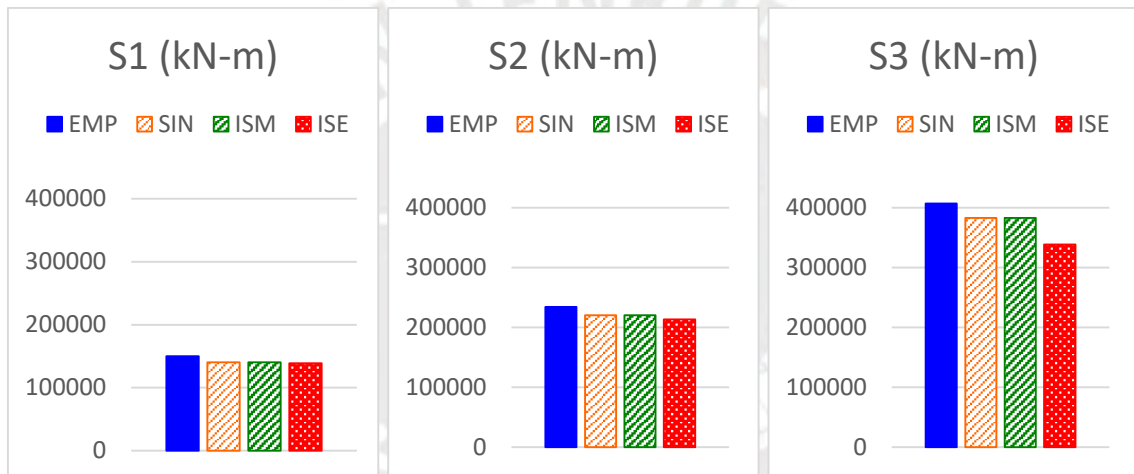 S1 (kN-m)
EMP SIN ISM ISE
400000
300000
200000
100000
0
S2 (kN-m)
EMP SIN ISM ISE
400000
300000
200000
100000
0
S3 (kN-m)
EMP SIN ISM ISE
400000
300000
200000
100000
0